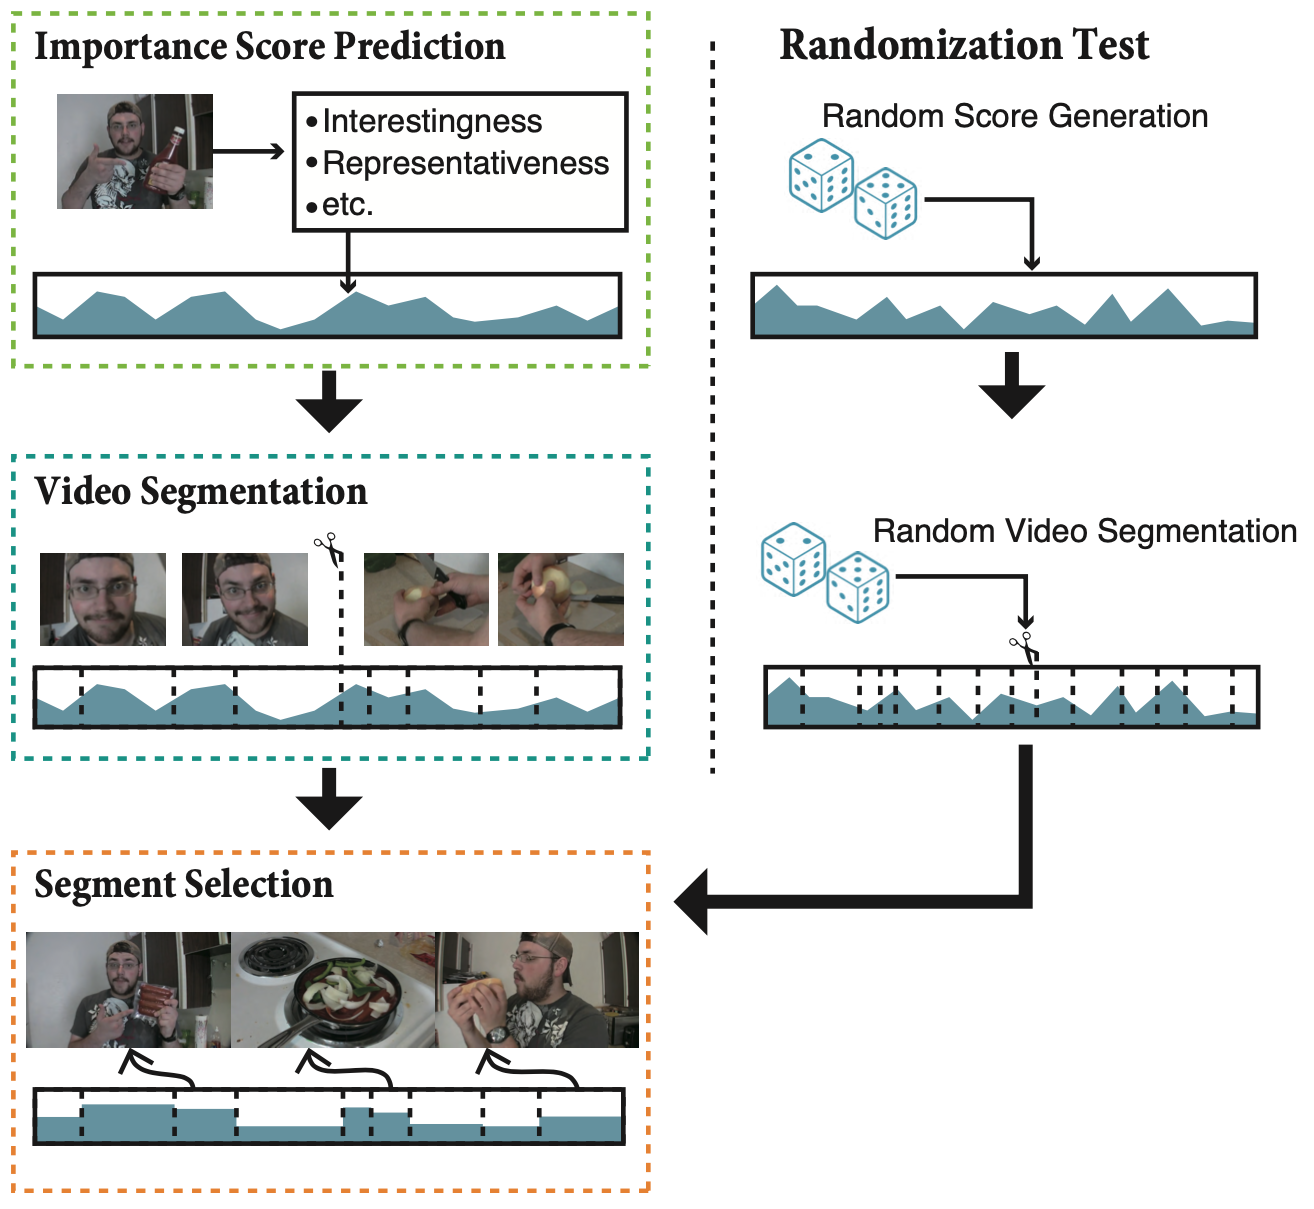 Importance Score Prediction
• Interestingness
• Representativeness
• etc.
Video Segmentation
Segment Selection
Randomization Test
Random Score Generation
Random Video Segmentation